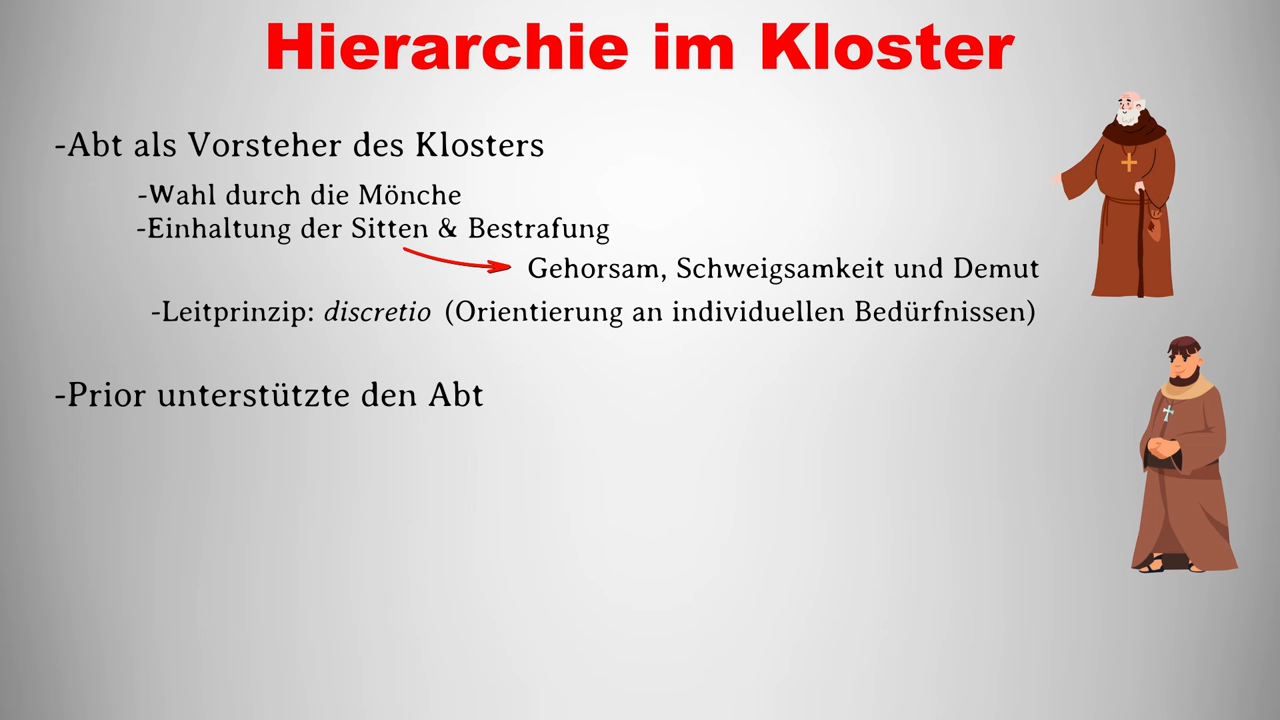 Hierarchie im Kloster
-Abt als Vorsteher des Klosters
-Wahl durch die Mönche
-Einhaltung der Sitten & Bestrafung
Gehorsam, Schweigsamkeit und Demut
-Leitprinzip: discretio (Orientierung an individuellen Bedürfnissen)
-Prior unterstützte den Abt